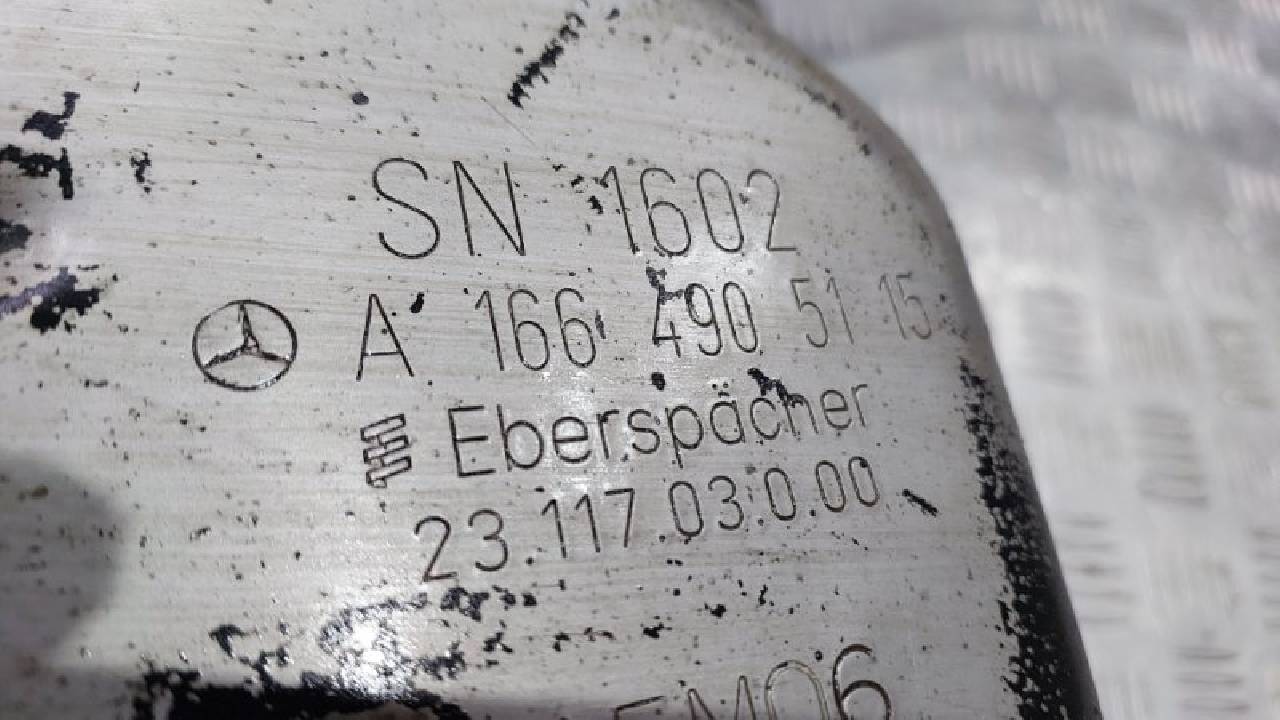 SN 1602
A 166 490 51 15
Eberspächer
23.117.03.0.00